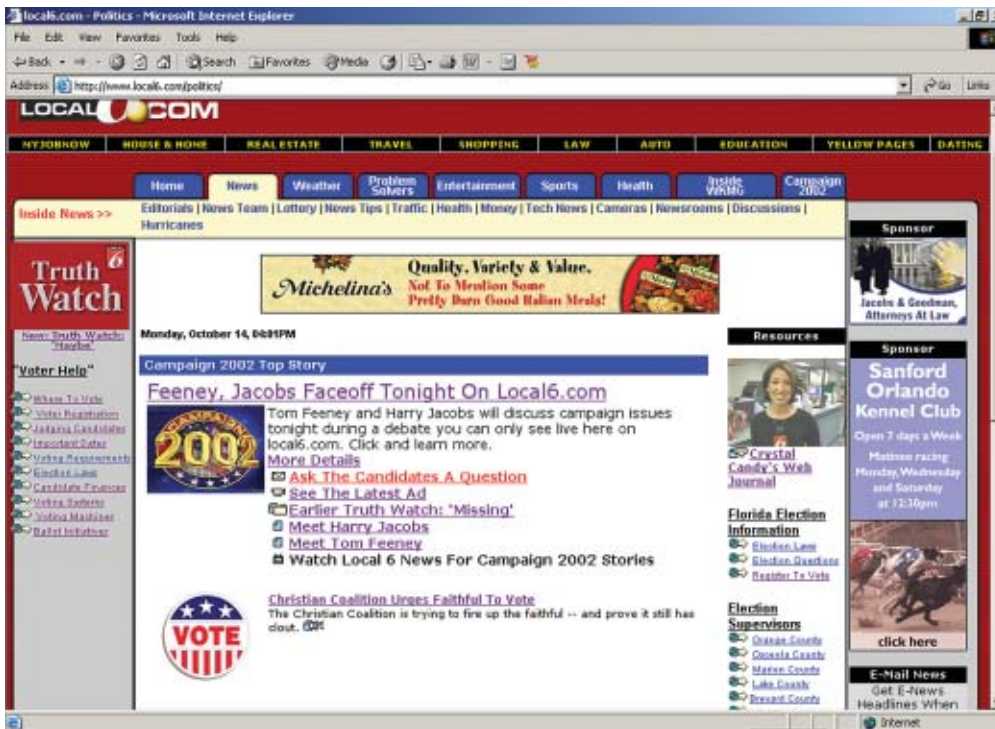 local6.com - Politics - Microsoft Internet Explorer
File Edit View Favorites Tools Help
Back Search Favorites Media
Address http://www.local6.com/politics/ Go Links
LOCAL 6 COM
MYJOBNOW HOUSE & HOME REAL ESTATE TRAVEL SHOPPING LAW AUTO EDUCATION YELLOW PAGES DATING
Home News Weather Problem Solvers Entertainment Sports Health Inside WKMG Campaign 2002
Inside News >>
Editorials | News Team | Lottery | News Tips | Traffic | Health | Money | Tech News | Cameras | Newsrooms | Discussions |
Hurricanes
Truth 6
Watch
New: Truth Watch:
"Maybe"
"Voter Help"
Where To Vote
Voter Registration
Judging Candidates
Important Dates
Voting Requirements
Election Laws
Candidate Finances
Voting Systems
Voting Machines
Ballot Initiatives
Michelina's
Quality, Variety & Value.
Not To Mention Some
Pretty Darn Good Italian Meals!
Monday, October 14, 04:01PM
Campaign 2002 Top Story
Feeney, Jacobs Faceoff Tonight On Local6.com
CAMPAIGN
2002
Tom Feeney and Harry Jacobs will discuss campaign issues
tonight during a debate you can only see live here on
local6.com. Click and learn more.
More Details
Ask The Candidates A Question
See The Latest Ad
Earlier Truth Watch: 'Missing'
Meet Harry Jacobs
Meet Tom Feeney
Watch Local 6 News For Campaign 2002 Stories
VOTE
Christian Coalition Urges Faithful To Vote
The Christian Coalition is trying to fire up the faithful -- and prove it still has
clout.
Resources
Crystal
Candy's Web
Journal
Florida Election
Information
Election Laws
Election Questions
Register To Vote
Election
Supervisors
Orange County
Osceola County
Marion County
Lake County
Brevard County
Sponsor
Jacobs & Goodman,
Attorneys At Law
Sponsor
Sanford
Orlando
Kennel Club
Open 7 days a Week
Matinee racing
Monday, Wednesday
and Saturday
at 12:30pm
click here
E-Mail News
Get E-News
Headlines When
Internet